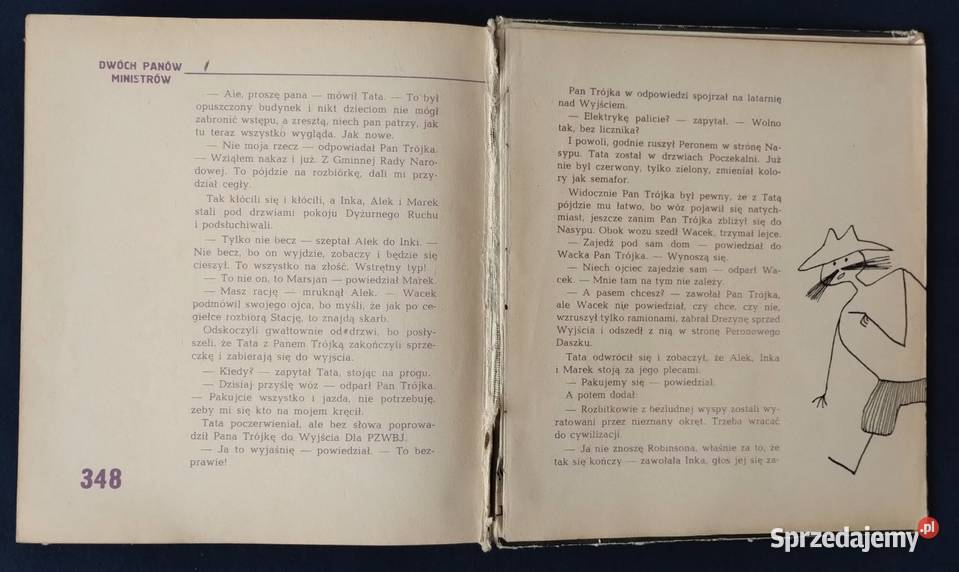 DWÓCH PANÓW
MINISTRÓW
— Ale, proszę pana — mówił Tata. — To był
opuszczony budynek i nikt dzieciom nie mógł
zabronić wstępu, a zresztą, niech pan patrzy, jak
tu teraz wszystko wygląda. Jak nowe.
— Nie moja rzecz — odpowiadał Pan Trójka.
— Wziąłem nakaz i już. Z Gminnej Rady Naro-
dowej. To pójdzie na rozbiórkę, dali mi przy-
dział cegły.
Tak kłócili się i kłócili, a Inka, Alek i Marek
stali pod drzwiami pokoju Dyżurnego Ruchu
i podsłuchiwali.
— Tylko nie becz — szeptał Alek do Inki. —
Nie becz, bo on wyjdzie, zobaczy i będzie się
cieszył. To wszystko na złość. Wstrętny typ!
— To nie on, to Marsjan — powiedział Marek.
— Masz rację — mruknął Alek. — Wacek
podmówił swojego ojca, bo myśli, że jak po ce-
giełce rozbiorą Stację, to znajdą skarb.
Odskoczyli gwałtownie od drzwi, bo posły-
szeli, że Tata z Panem Trójką zakończyli sprze-
czkę i zabierają się do wyjścia.
— Kiedy? — zapytał Tata, stojąc na progu.
— Dzisiaj przyślę wóz — odparł Pan Trójka.
— Pakujcie wszystko i jazda, nie potrzebuję,
żeby mi się kto na mojem kręcił.
Tata poczerwieniał, ale bez słowa poprowa-
dził Pana Trójkę do Wyjścia Dla PZWBJ.
— Ja to wyjaśnię — powiedział. — To bez-
prawie!
348
Pan Trójka w odpowiedzi spojrzał na latarnię
nad Wyjściem.
— Elektrykę palicie? — zapytał. — Wolno
tak, bez licznika?
I powoli, godnie ruszył Peronem w stronę Na-
sypu. Tata został w drzwiach Poczekalni. Już
nie był czerwony, tylko zielony, zmieniał kolo-
ry jak semafor.
Widocznie Pan Trójka był pewny, że z Tatą
pójdzie mu łatwo, bo wóz pojawił się natych-
miast, jeszcze zanim Pan Trójka zbliżył się do
Nasypu. Obok wozu szedł Wacek, trzymał lejce.
— Zajedź pod sam dom — powiedział do
Wacka Pan Trójka. — Wynoszą się.
— Niech ojciec zajedzie sam — odparł Wa-
cek. — Mnie tam na tym nie zależy.
— A pasem chcesz? — zawołał Pan Trójka,
ale Wacek nie powiedział, czy chce, czy nie,
wzruszył tylko ramionami, zabrał Drezynę sprzed
Wyjścia i odszedł z nią w stronę Peronowego
Daszku.
Tata odwrócił się i zobaczył, że Alek, Inka
i Marek stoją za jego plecami.
— Pakujemy się — powiedział.
A potem dodał:
— Rozbitkowie z bezludnej wyspy zostali wy-
ratowani przez nieznany okręt. Trzeba wracać
do cywilizacji.
— Ja nie znoszę Robinsona, właśnie za to, że
tak się kończy — zawołała Inka, głos jej się za-
Sprzedajemy.pl